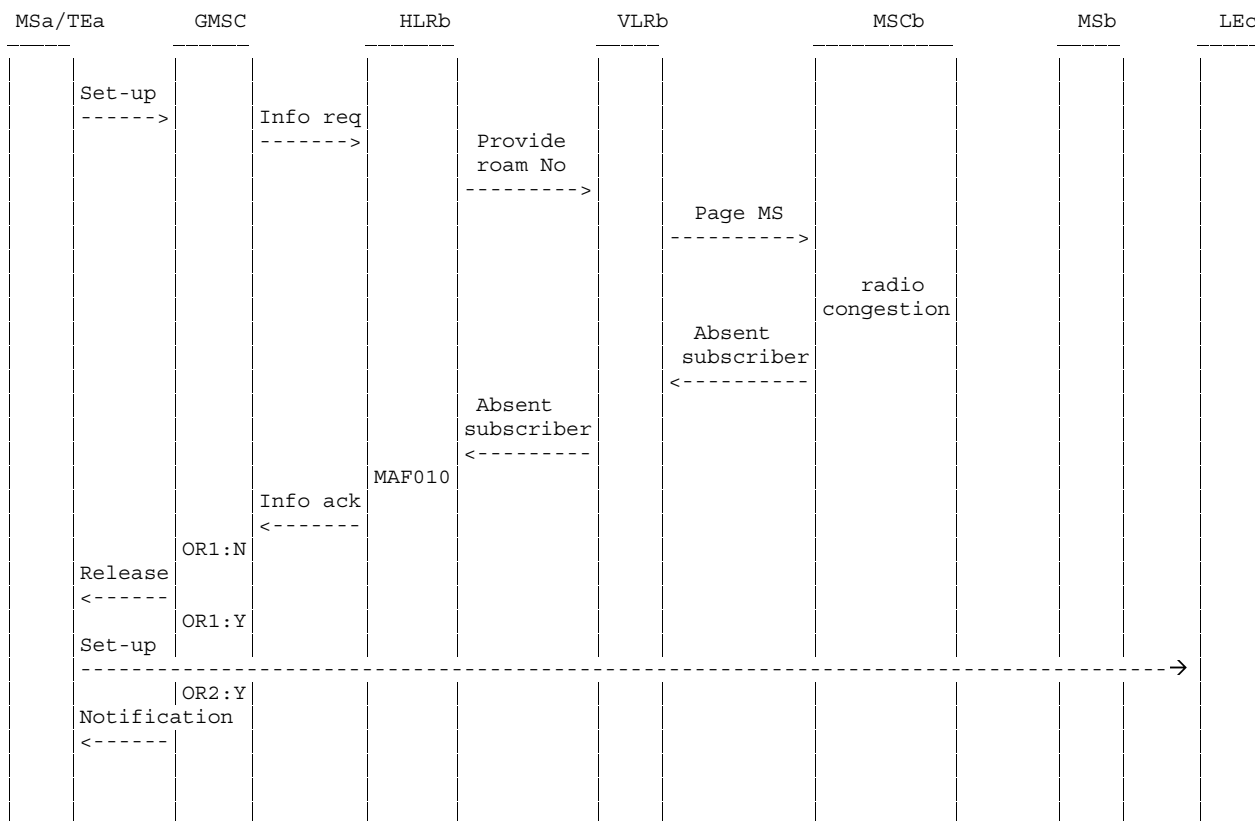 MSa/TEa GMSC HLRb VLRb MSCb MSb LEc
Set-up
------> Info req
-------> Provide
roam No
--------->
Page MS
---------->
radio
congestion
Absent
subscriber
<----------
Absent
subscriber
<---------
MAF010
Info ack
<-------
OR1:N
Release
<------
OR1:Y
Set-up
OR2:Y
Notification
<------